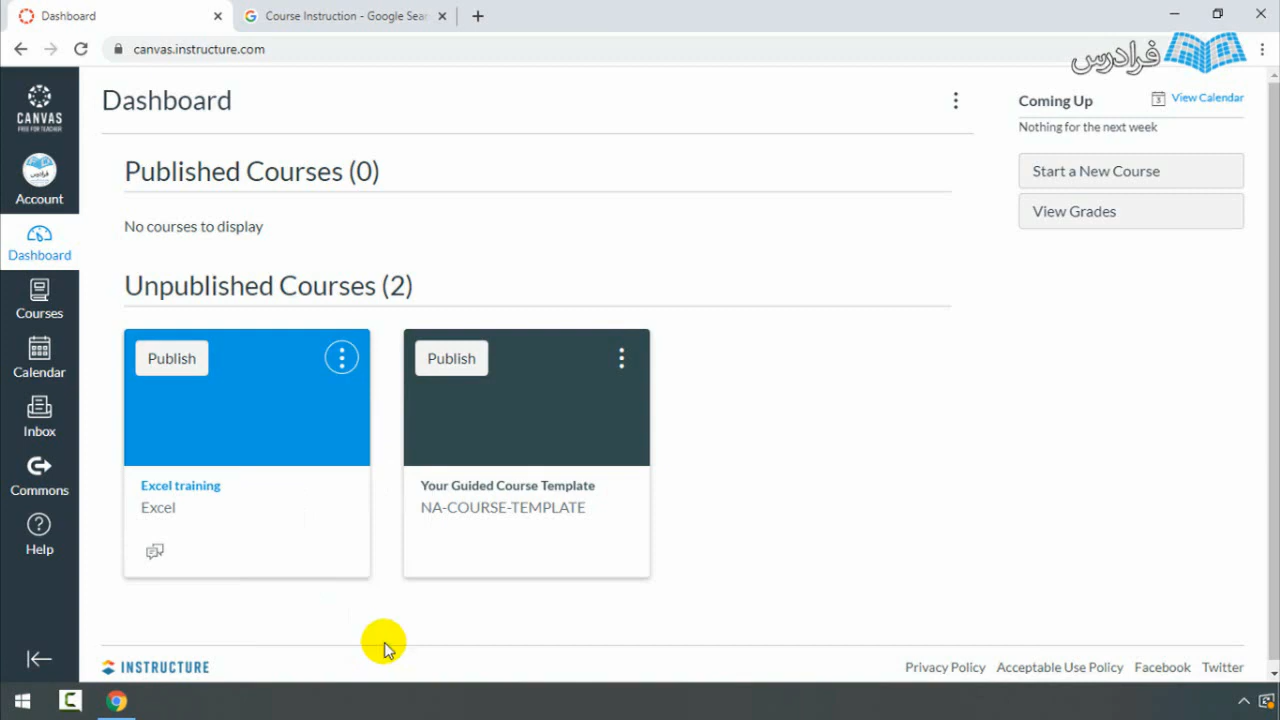 Dashboard
Course Instruction - Google Sear
canvas.instructure.com
فرادرس
CANVAS
FREE FOR TEACHER
فرادرس
Account
Dashboard
Courses
Calendar
Inbox
Commons
Help
Dashboard
Published Courses (0)
No courses to display
Unpublished Courses (2)
Publish
Excel training
Excel
Publish
Your Guided Course Template
NA-COURSE-TEMPLATE
Coming Up
3
View Calendar
Nothing for the next week
Start a New Course
View Grades
INSTRUCTURE
Privacy Policy
Acceptable Use Policy
Facebook
Twitter